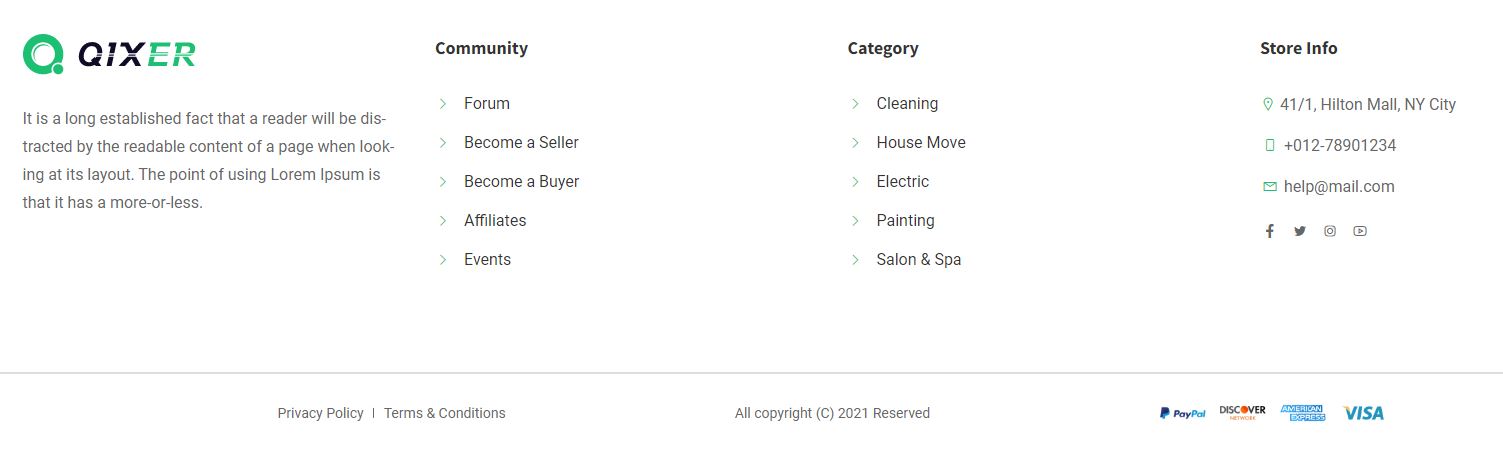 QIXER
It is a long established fact that a reader will be dis-
tracted by the readable content of a page when look-
ing at its layout. The point of using Lorem Ipsum is
that it has a more-or-less.
Community
Forum
Become a Seller
Become a Buyer
Affiliates
Events
Category
Cleaning
House Move
Electric
Painting
Salon & Spa
Store Info
41/1, Hilton Mall, NY City
+012-78901234
help@mail.com
Privacy Policy | Terms & Conditions
All copyright (C) 2021 Reserved
PayPal
DISCOVER
NETWORK
AMERICAN
EXPRESS
VISA